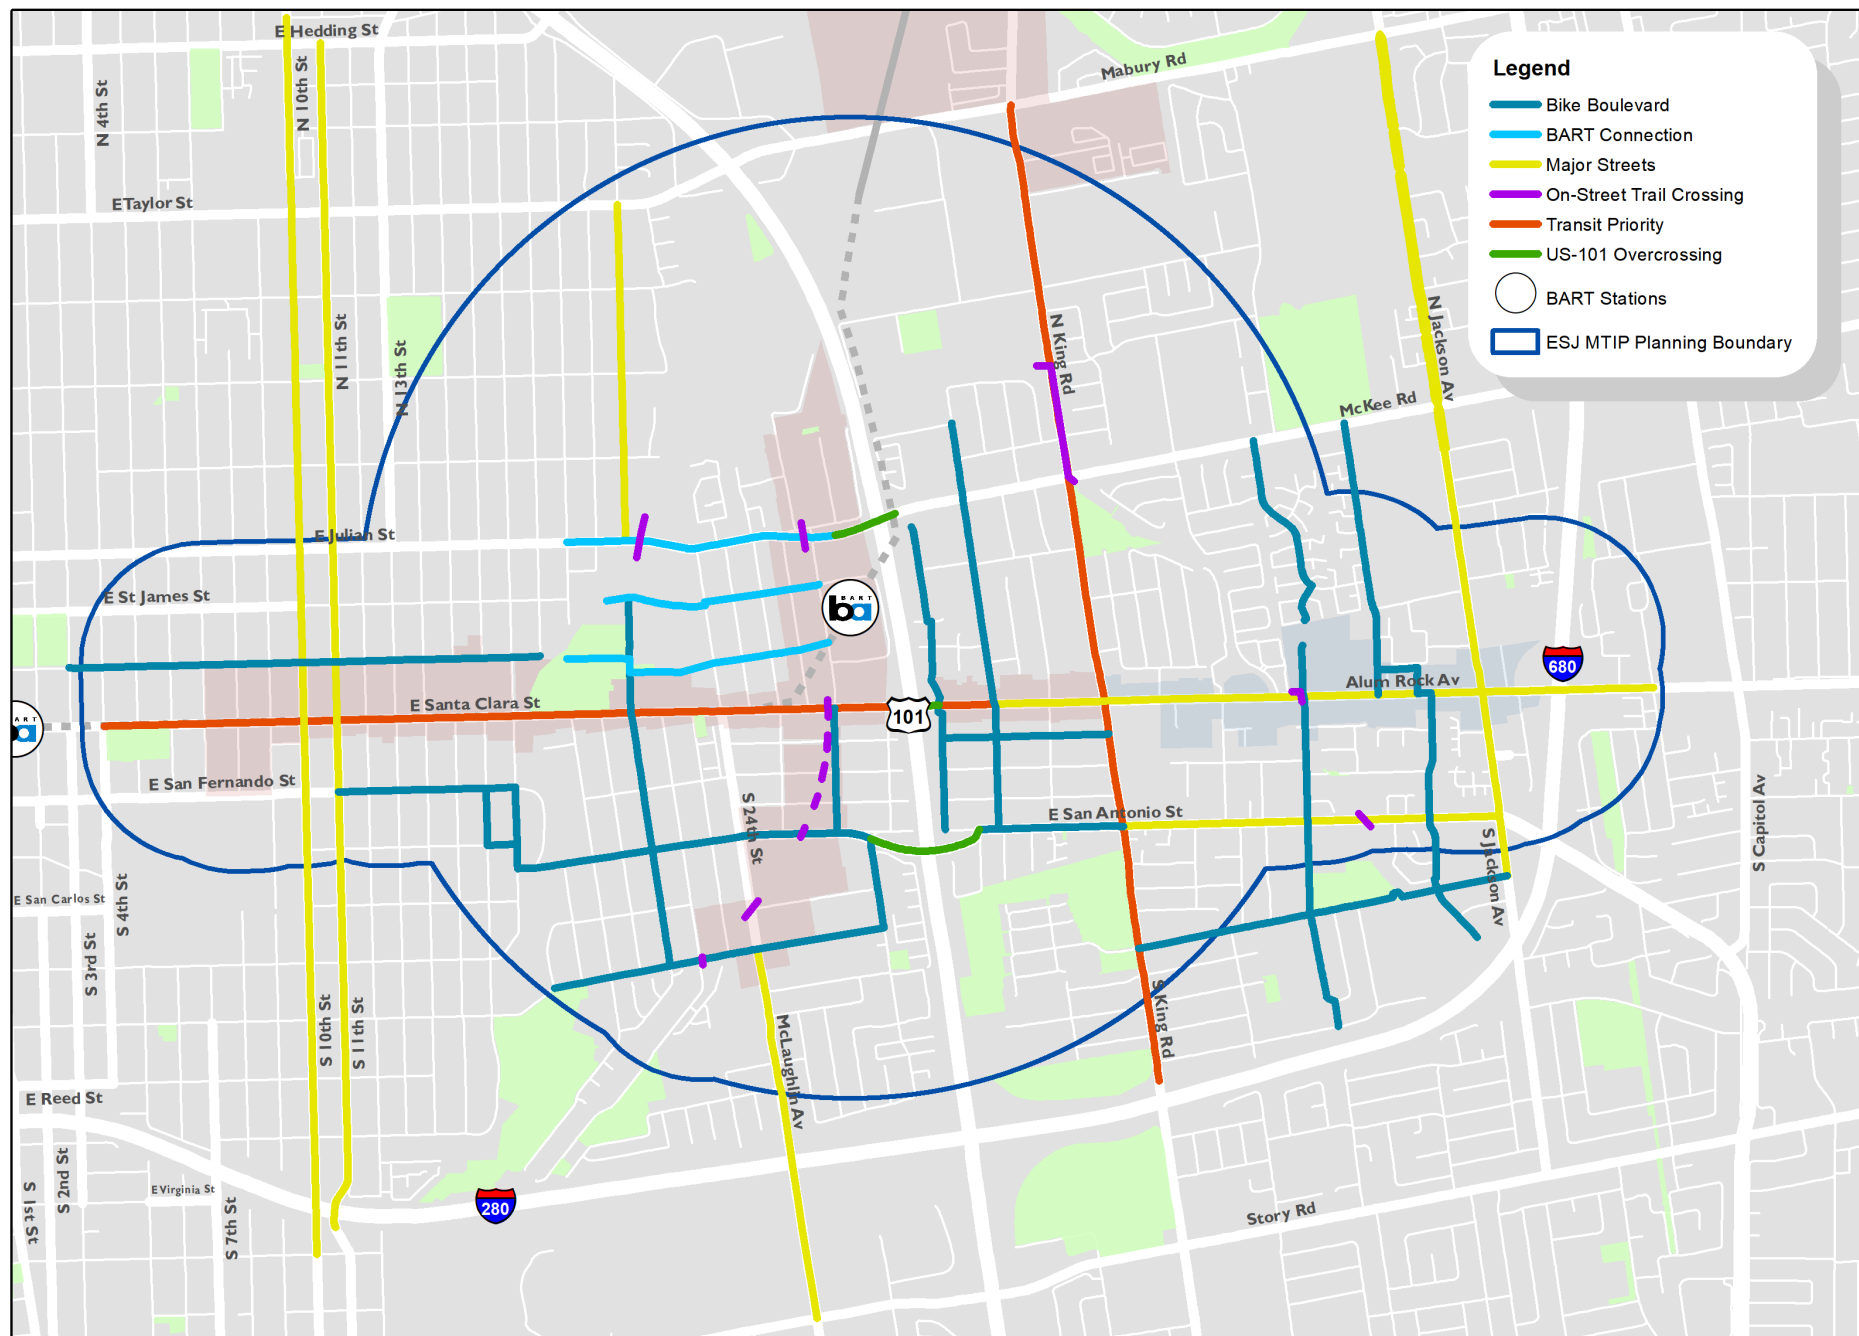 E Hedding St
N 4th St
N 10th St
Mabury Rd
E Taylor St
N 11th St
N 13th St
N King Rd
N Jackson Av
McKee Rd
Legend
Bike Boulevard
BART Connection
Major Streets
On-Street Trail Crossing
Transit Priority
US-101 Overcrossing
BART Stations
ESJ MTIP Planning Boundary
E Julian St
E St James St
BART
ba
680
Alum Rock Av
E Santa Clara St
101
ART
a
E San Fernando St
S 24th St
E San Antonio St
S Capitol Av
S Jackson Av
E San Carlos St
S 4th St
S 3rd St
S 10th St
S 11th St
S King Rd
McLaughlin Av
E Reed St
S 2nd St
S 1st St
E Virginia St
S 7th St
280
Story Rd